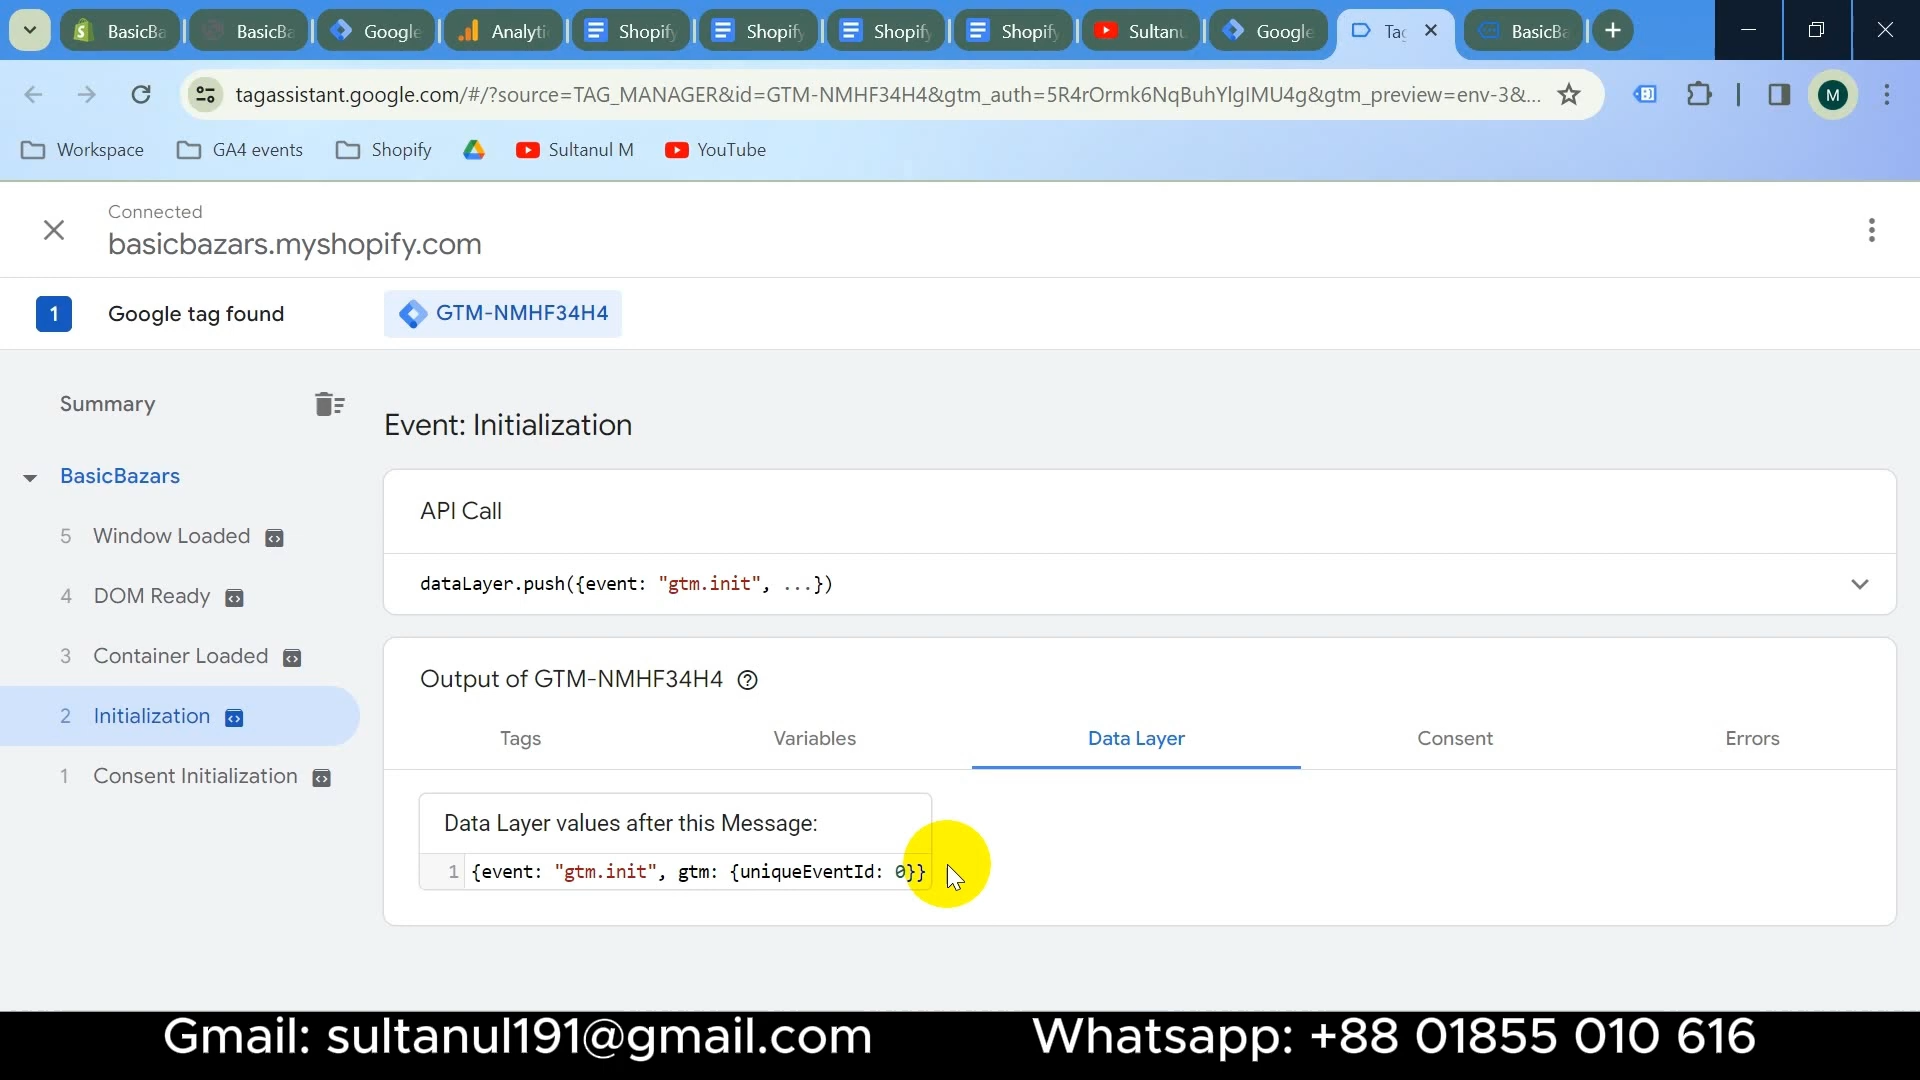 BasicBa
BasicBa
Google
Analyti
Shopify
Shopify
Shopify
Shopify
Sultanu
Google
Tag
BasicBa
tagassistant.google.com/#/?source=TAG_MANAGER&id=GTM-NMHF34H4&gtm_auth=5R4rOrmk6NqBuhYlgIMU4g&gtm_preview=env-3&...
M
Workspace
GA4 events
Shopify
Sultanul M
YouTube
Connected
basicbazars.myshopify.com
1 Google tag found GTM-NMHF34H4
Summary
BasicBazars
5 Window Loaded
4 DOM Ready
3 Container Loaded
2 Initialization
1 Consent Initialization
Event: Initialization
API Call
dataLayer.push({event: "gtm.init", ...})
Output of GTM-NMHF34H4
Tags Variables Data Layer Consent Errors
Data Layer values after this Message:
1 {event: "gtm.init", gtm: {uniqueEventId: 0}}
Gmail: sultanul191@gmail.com Whatsapp: +88 01855 010 616